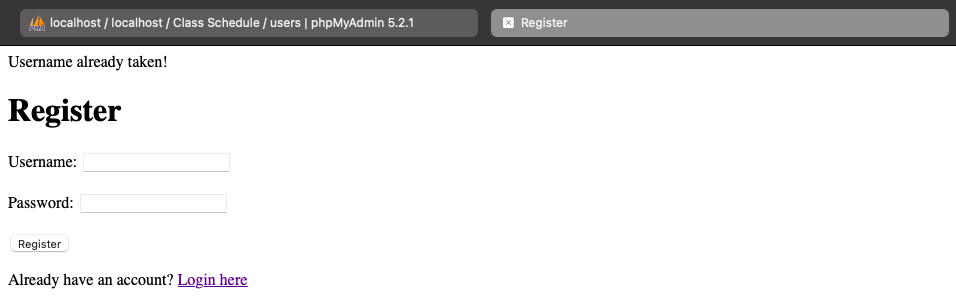 localhost / localhost / Class Schedule / users | phpMyAdmin 5.2.1
Register
Username already taken!
Register
Username:
Password:
Register
Already have an account? Login here